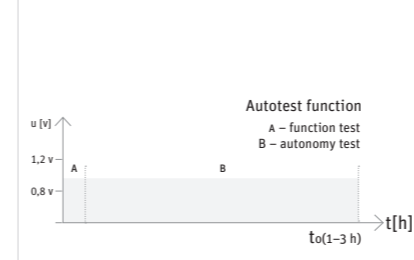 Autotest function
A – function test
B – autonomy test
u [v]
1,2 v
A
B
0,8 v
t[h]
to(1–3 h)